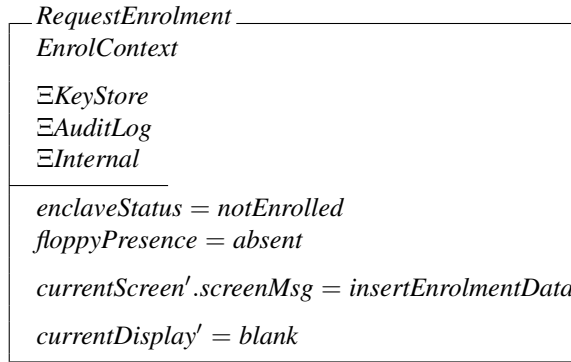 RequestEnrolment
EnrolContext
ΞKeyStore
ΞAuditLog
ΞInternal
enclaveStatus = notEnrolled
floppyPresence = absent
currentScreen′.screenMsg = insertEnrolmentData
currentDisplay′ = blank